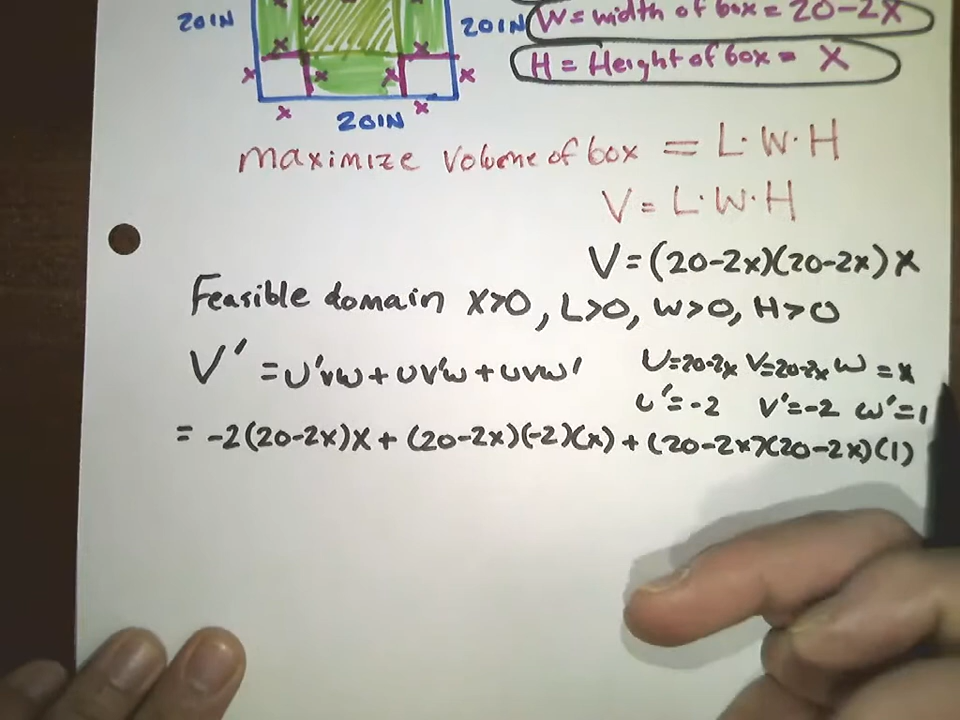 20IN 20IN W = width of box = 20-2X
x W x
x x
x x x x H = Height of box = X
x x
20IN
Maximize Volume of box = L·W·H
V = L·W·H
V=(20-2x)(20-2x) x
Feasible domain X>0, L>0, W>0, H>0
V' = U'vw + uv'w + uvw' U=20-2x V=20-2x W = x
u'=-2 V'=-2 w'=1
= -2(20-2x)X + (20-2x)(-2)(x) + (20-2x)(20-2x)(1)